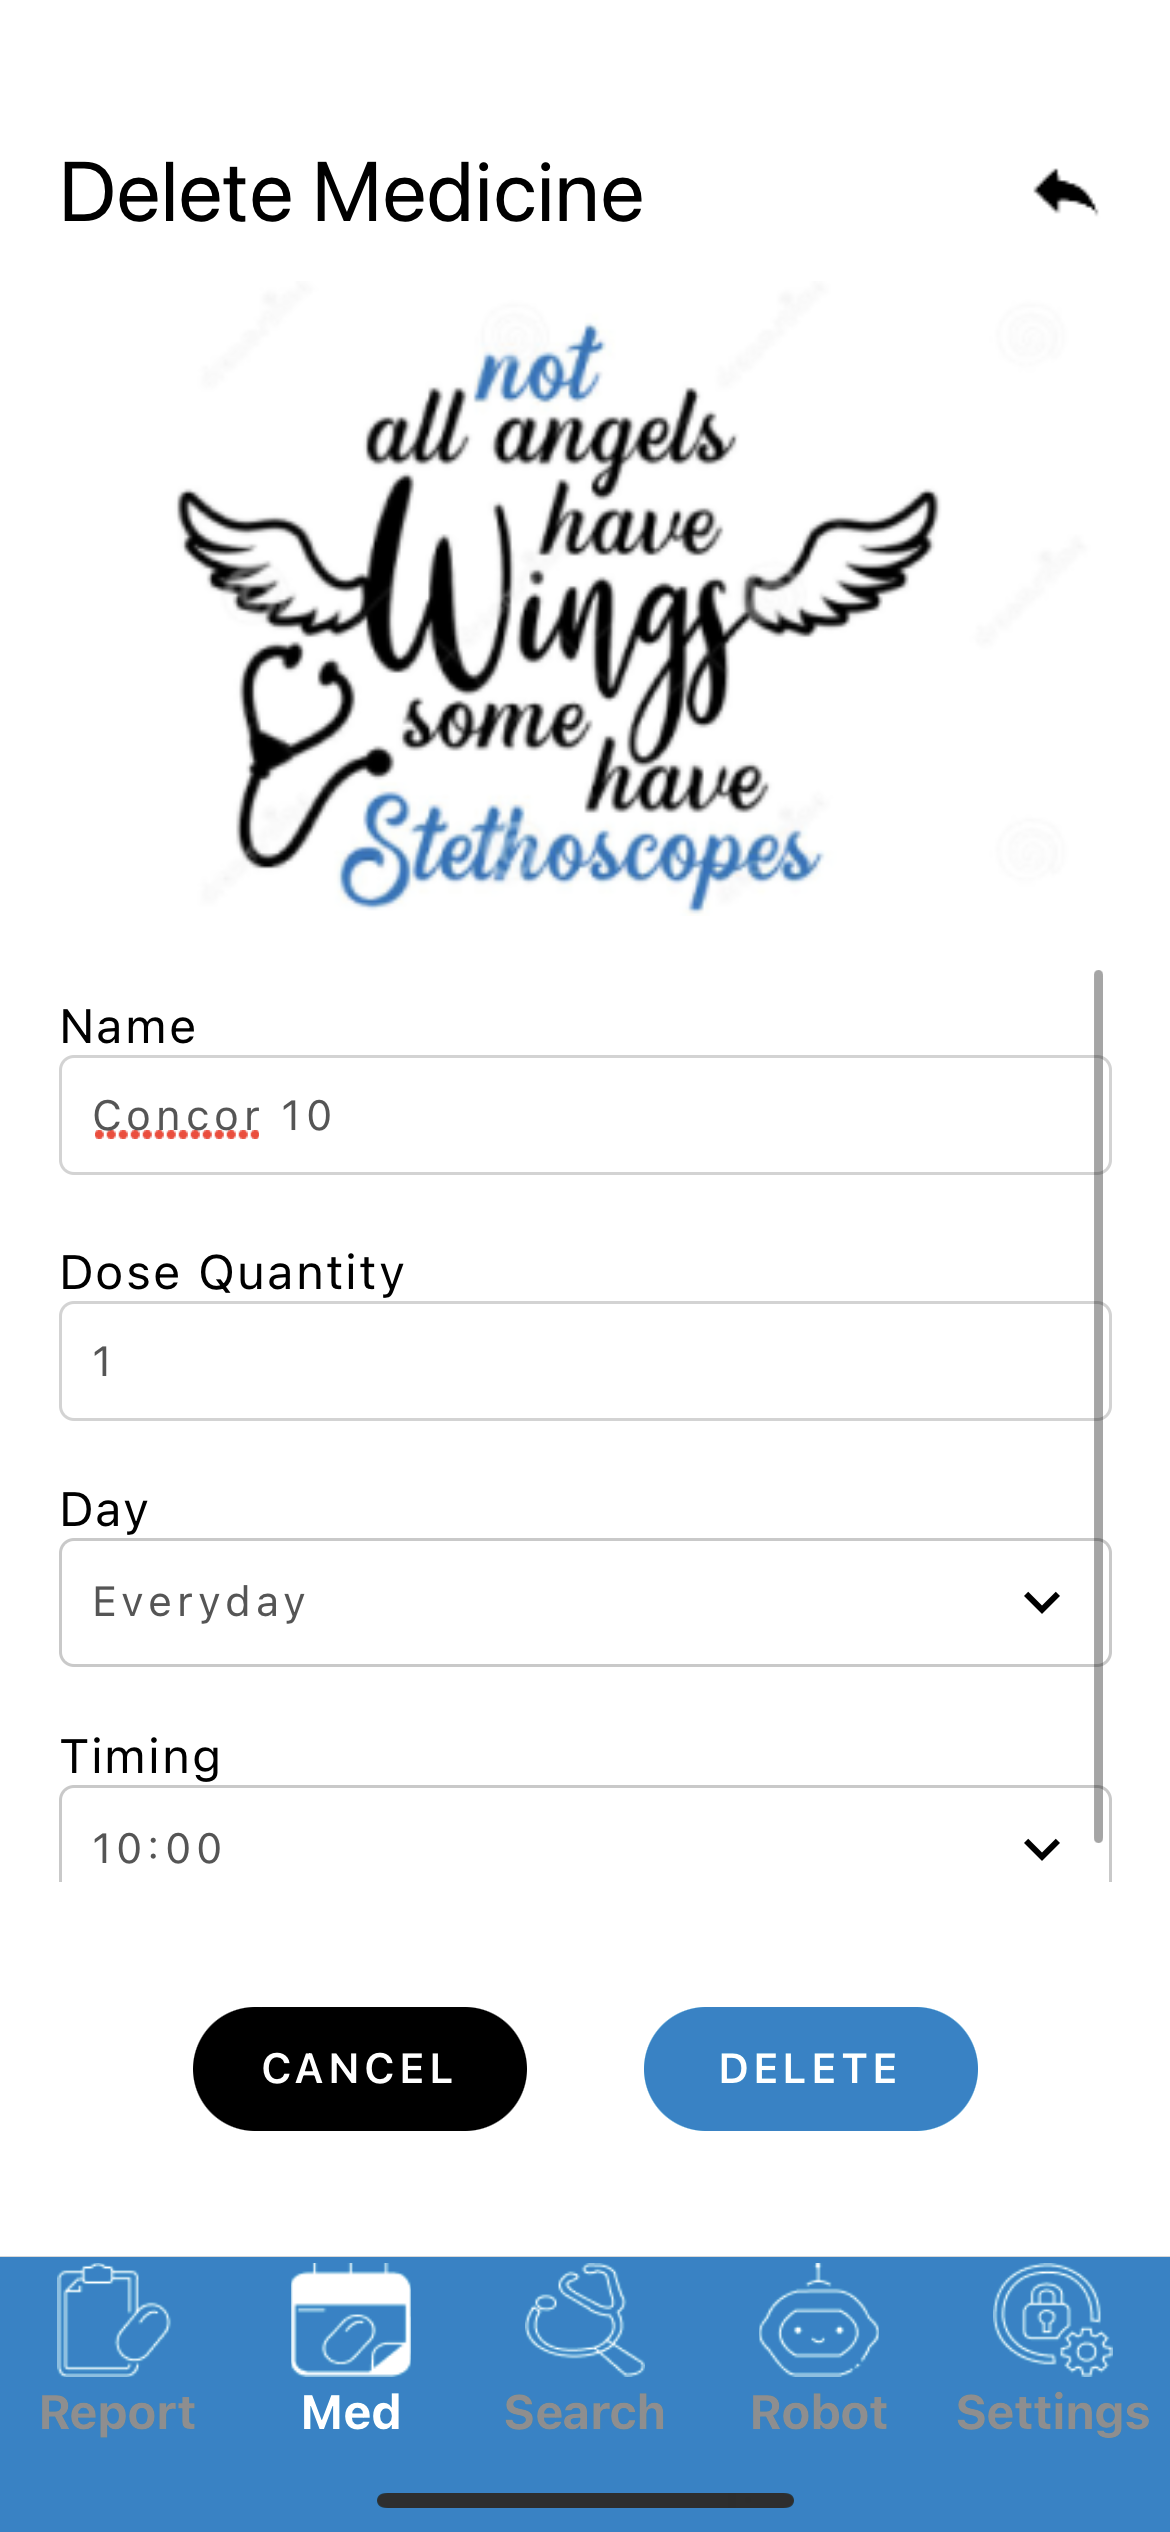 Delete Medicine
not
all angels
have
Wings
some
have
Stethoscopes
Name
Concor 10
Dose Quantity
1
Day
Everyday
Timing
10:00
CANCEL DELETE
Report Med Search Robot Settings